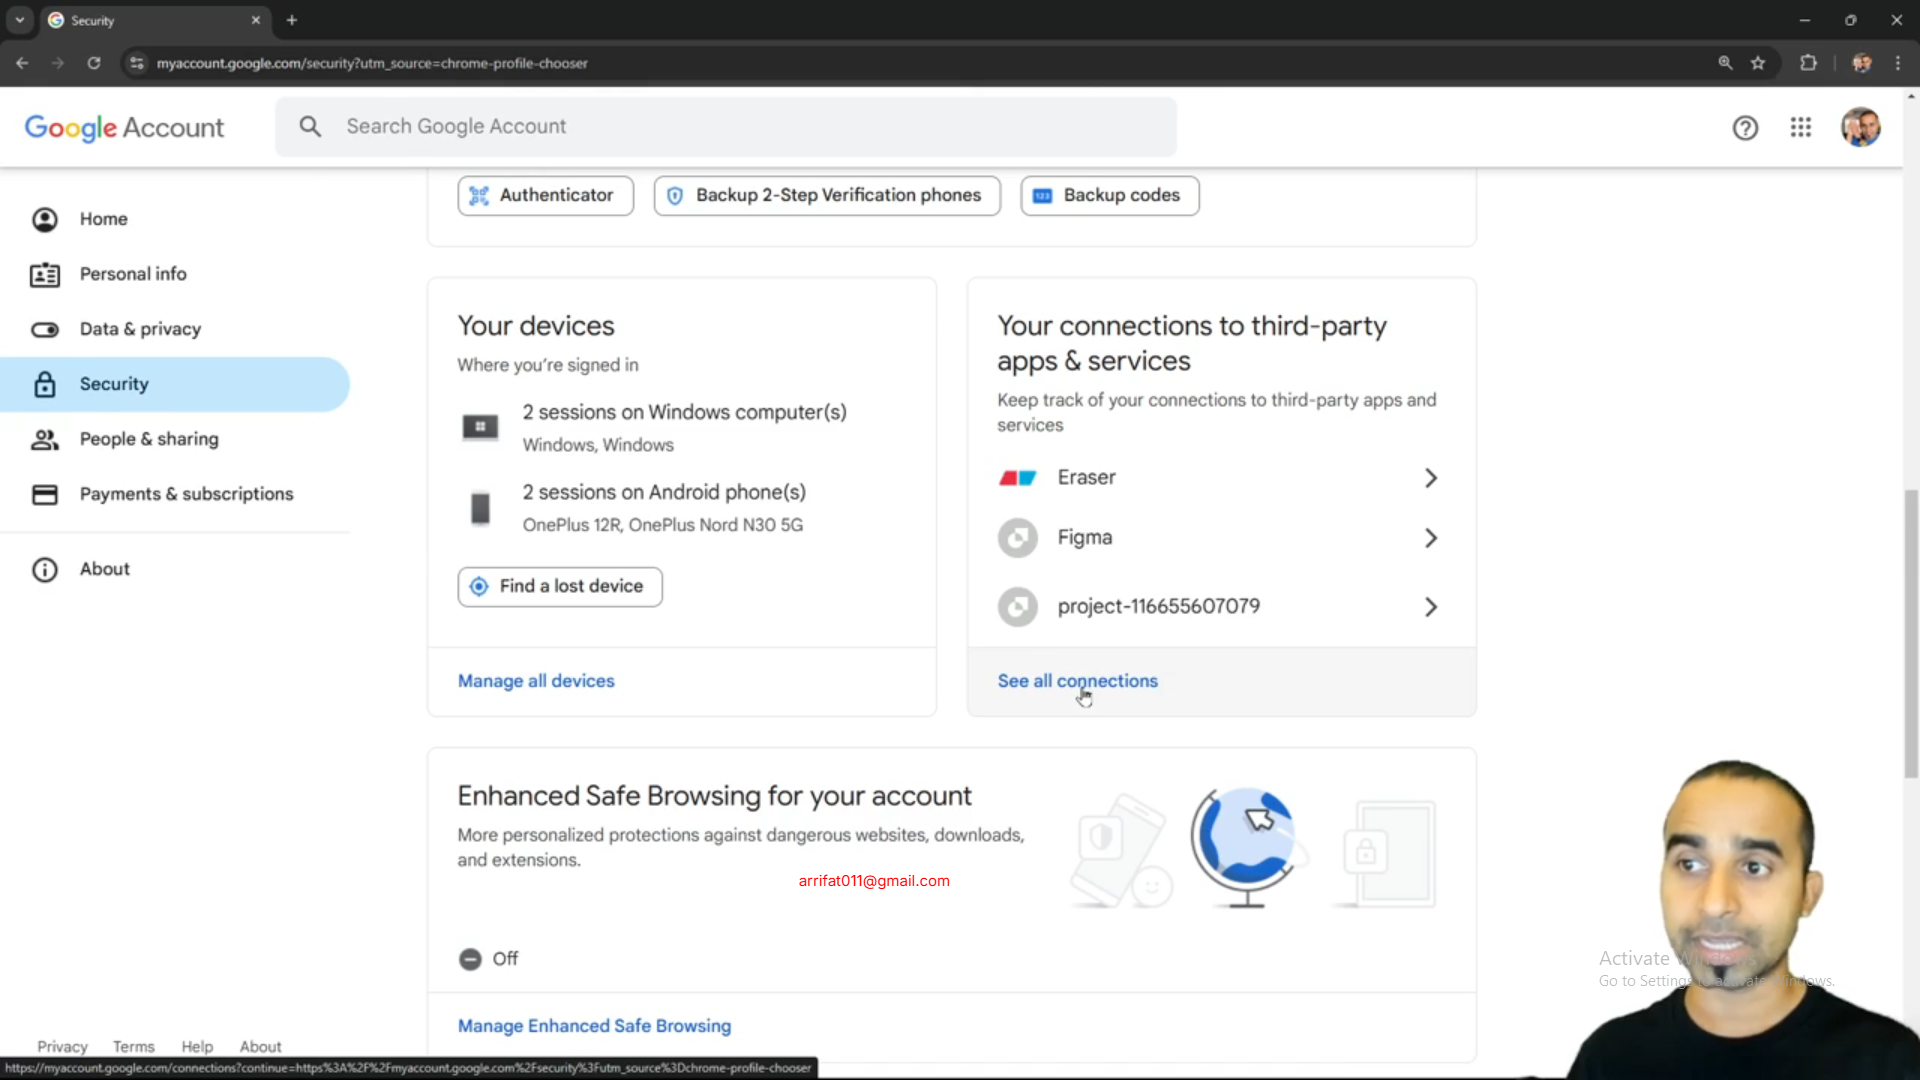 Security
myaccount.google.com/security?utm_source=chrome-profile-chooser
Google Account
Search Google Account
Home
Personal info
Data & privacy
Security
People & sharing
Payments & subscriptions
About
Authenticator
Backup 2-Step Verification phones
123
Backup codes
Your devices
Where you're signed in
2 sessions on Windows computer(s)
Windows, Windows
2 sessions on Android phone(s)
OnePlus 12R, OnePlus Nord N30 5G
Find a lost device
Manage all devices
Your connections to third-party
apps & services
Keep track of your connections to third-party apps and
services
Eraser
Figma
project-116655607079
See all connections
Enhanced Safe Browsing for your account
More personalized protections against dangerous websites, downloads,
and extensions.
arrifat011@gmail.com
Off
Manage Enhanced Safe Browsing
Activate Windows
Go to Settings to activate Windows.
Privacy
Terms
Help
About
https://myaccount.google.com/connections?continue=https%3A%2F%2Fmyaccount.google.com%2Fsecurity%3Futm_source%3Dchrome-profile-chooser